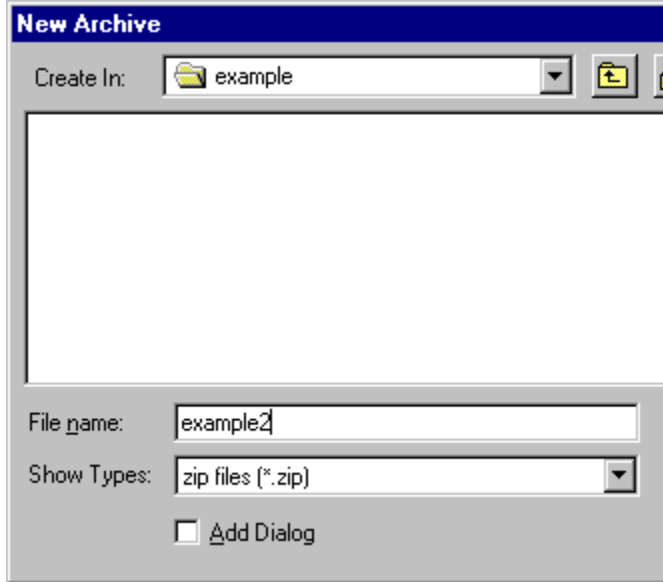 New Archive
Create In: example
File name: example2
Show Types: zip files (*.zip)
Add Dialog